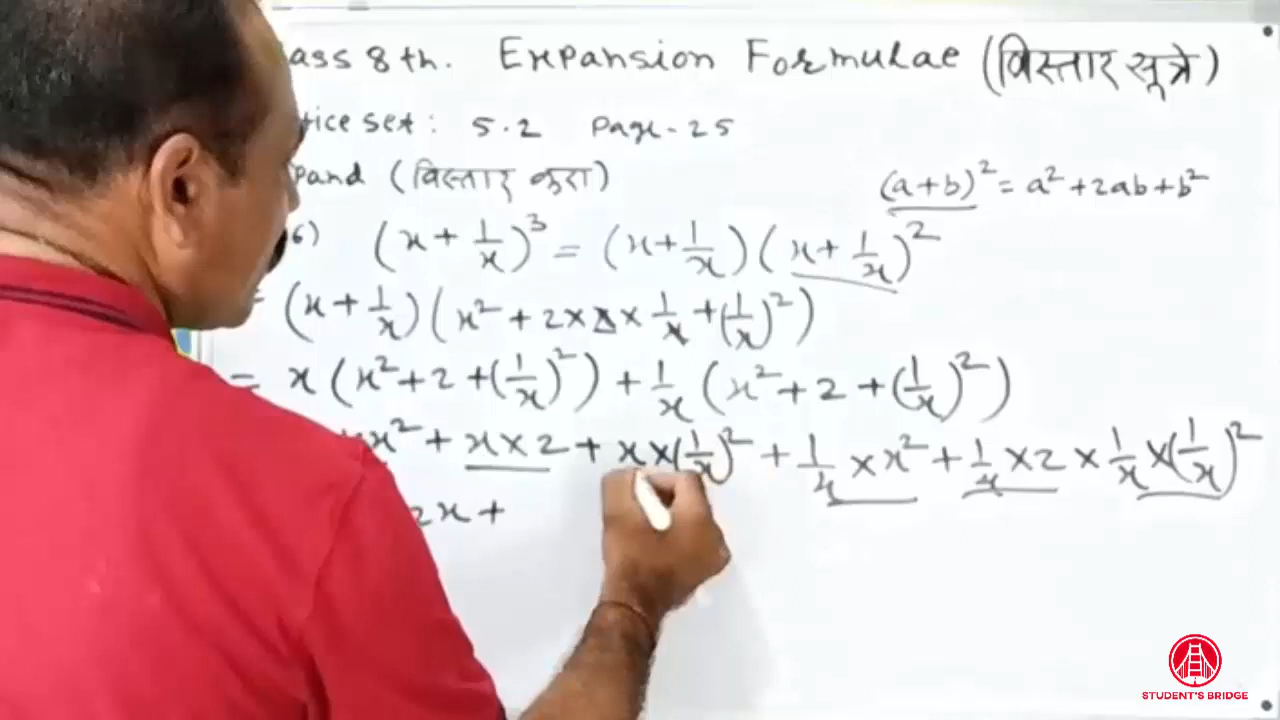 ass 8th. Expansion Formulae (विस्तार सूत्रे)
tice set: 5.2 Page-25
pand (विस्तार करा)
(a+b)² = a² + 2ab + b²
6) (x + 1/x)³ = (x + 1/x) (x + 1/x)²
= (x + 1/x) (x² + 2 × x × 1/x + (1/x)²)
= x (x² + 2 + (1/x)²) + 1/x (x² + 2 + (1/x)²)
x² + x × 2 + x × (1/x)² + 1/x × x² + 1/x × 2 × 1/x × (1/x)²
2x +
STUDENT'S BRIDGE